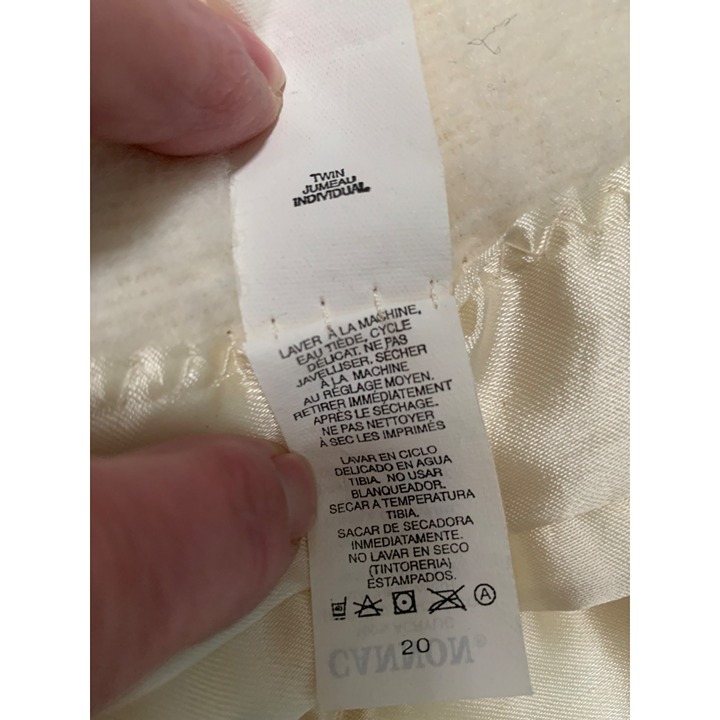 TWIN
JUMEAU
INDIVIDUAL
LAVER À LA MACHINE,
EAU TIÈDE, CYCLE
DÉLICAT. NE PAS
JAVELLISER. SÉCHER
À LA MACHINE
AU RÉGLAGE MOYEN.
RETIRER IMMÉDIATEMENT
APRÈS LE SÉCHAGE.
NE PAS NETTOYER
À SEC LES IMPRIMÉS
LAVAR EN CICLO
DELICADO EN AGUA
TIBIA. NO USAR
BLANQUEADOR.
SECAR A TEMPERATURA
TIBIA.
SACAR DE SECADORA
INMEDIATAMENTE.
NO LAVAR EN SECO
(TINTORERIA)
ESTAMPADOS.
A
100% ACRYLIC
20
CANNON®